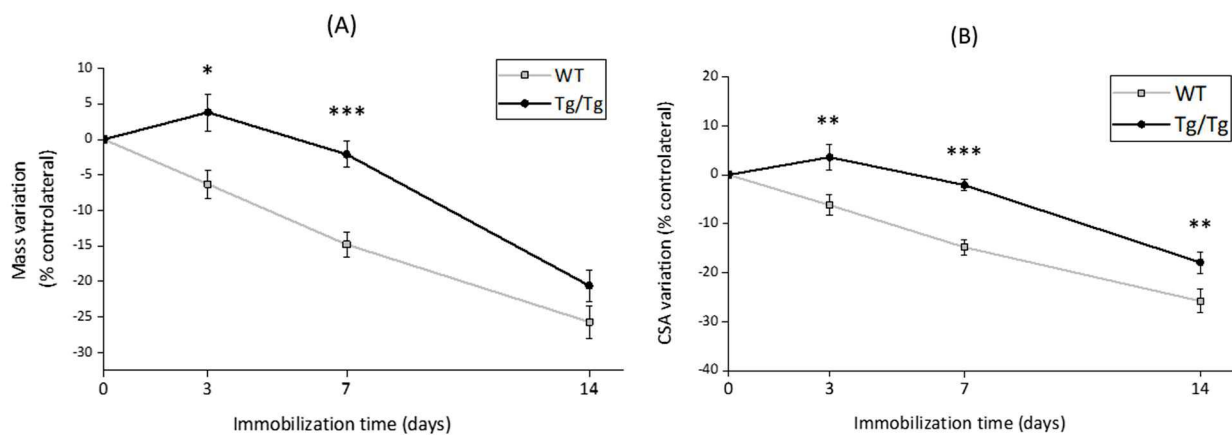 (A)
10
5
0
-5
-10
-15
-20
-25
-30
Mass variation
(% controlateral)
*
***
WT
Tg/Tg
0 3 7 14
Immobilization time (days)
(B)
20
10
0
-10
-20
-30
-40
CSA variation (% controlateral)
**
***
**
WT
Tg/Tg
0 3 7 14
Immobilization time (days)